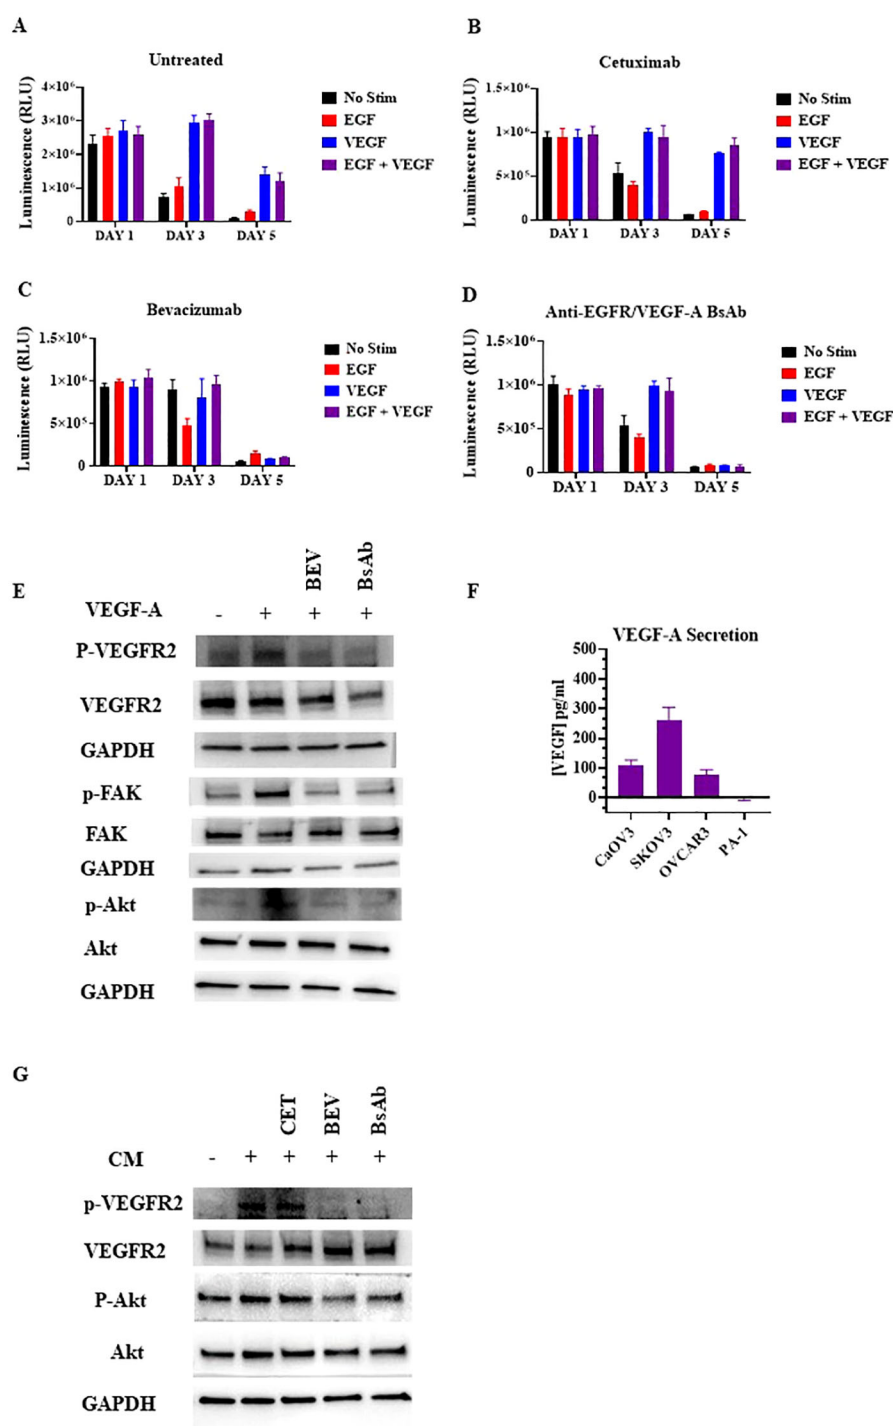 A
Untreated
Luminescence (RLU)
4×10⁶
3×10⁶
2×10⁶
1×10⁶
0
DAY 1 DAY 3 DAY 5
No Stim
EGF
VEGF
EGF + VEGF
B
Cetuximab
Luminescence (RLU)
1.5×10⁶
1×10⁶
5×10⁵
0
DAY 1 DAY 3 DAY 5
No Stim
EGF
VEGF
EGF + VEGF
C
Bevacizumab
Luminescence (RLU)
1.5×10⁶
1×10⁶
5×10⁵
0
DAY 1 DAY 3 DAY 5
No Stim
EGF
VEGF
EGF + VEGF
D
Anti-EGFR/VEGF-A BsAb
Luminescence (RLU)
1.5×10⁶
1×10⁶
5×10⁵
0
DAY 1 DAY 3 DAY 5
No Stim
EGF
VEGF
EGF + VEGF
E
BEV BsAb
VEGF-A - + + +
P-VEGFR2
VEGFR2
GAPDH
p-FAK
FAK
GAPDH
p-Akt
Akt
GAPDH
F
VEGF-A Secretion
[VEGF] pg/ml
500
400
300
200
100
0
CaOV3 SKOV3 OVCAR3 PA-1
G
CET BEV BsAb
CM - + + + +
p-VEGFR2
VEGFR2
P-Akt
Akt
GAPDH